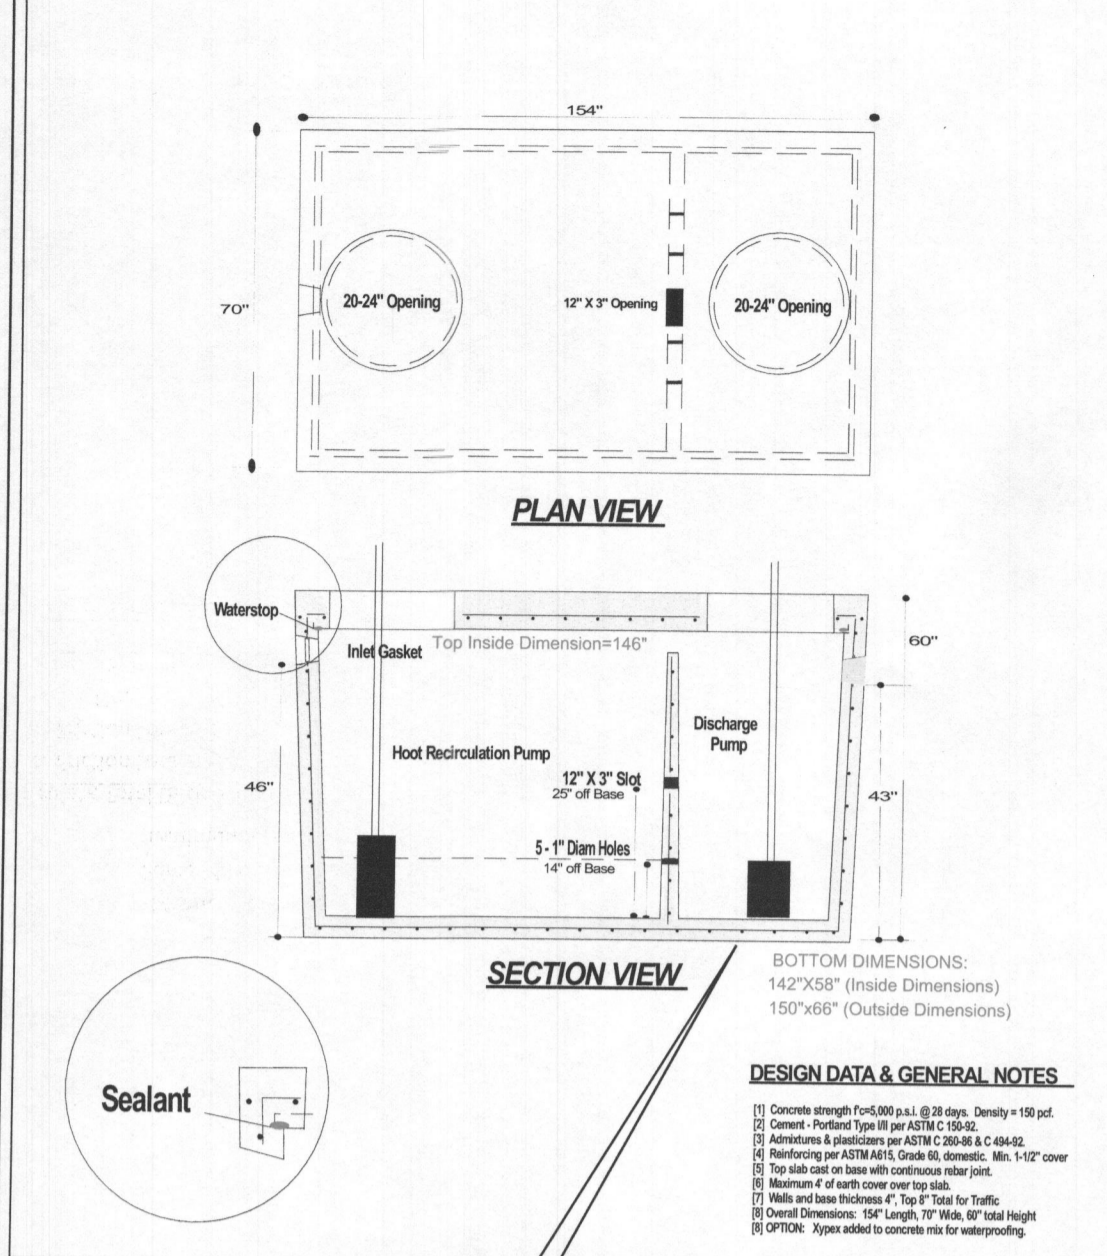 154"
70"
20-24" Opening
12" X 3" Opening
20-24" Opening
PLAN VIEW
Waterstop
Inlet Gasket
Top Inside Dimension=146"
60"
Discharge
Pump
Hoot Recirculation Pump
12" X 3" Slot
25" off Base
46"
43"
5 - 1" Diam Holes
14" off Base
SECTION VIEW
BOTTOM DIMENSIONS:
142"X58" (Inside Dimensions)
150"x66" (Outside Dimensions)
Sealant
DESIGN DATA & GENERAL NOTES
[1] Concrete strength f'c=5,000 p.s.i. @ 28 days. Density = 150 pcf.
[2] Cement - Portland Type I/II per ASTM C 150-92.
[3] Admixtures & plasticizers per ASTM C 260-86 & C 494-92.
[4] Reinforcing per ASTM A615, Grade 60, domestic. Min. 1-1/2" cover
[5] Top slab cast on base with continuous rebar joint.
[6] Maximum 4' of earth cover over top slab.
[7] Walls and base thickness 4", Top 8" Total for Traffic
[8] Overall Dimensions: 154" Length, 70" Wide, 60" total Height
[8] OPTION: Xypex added to concrete mix for waterproofing.